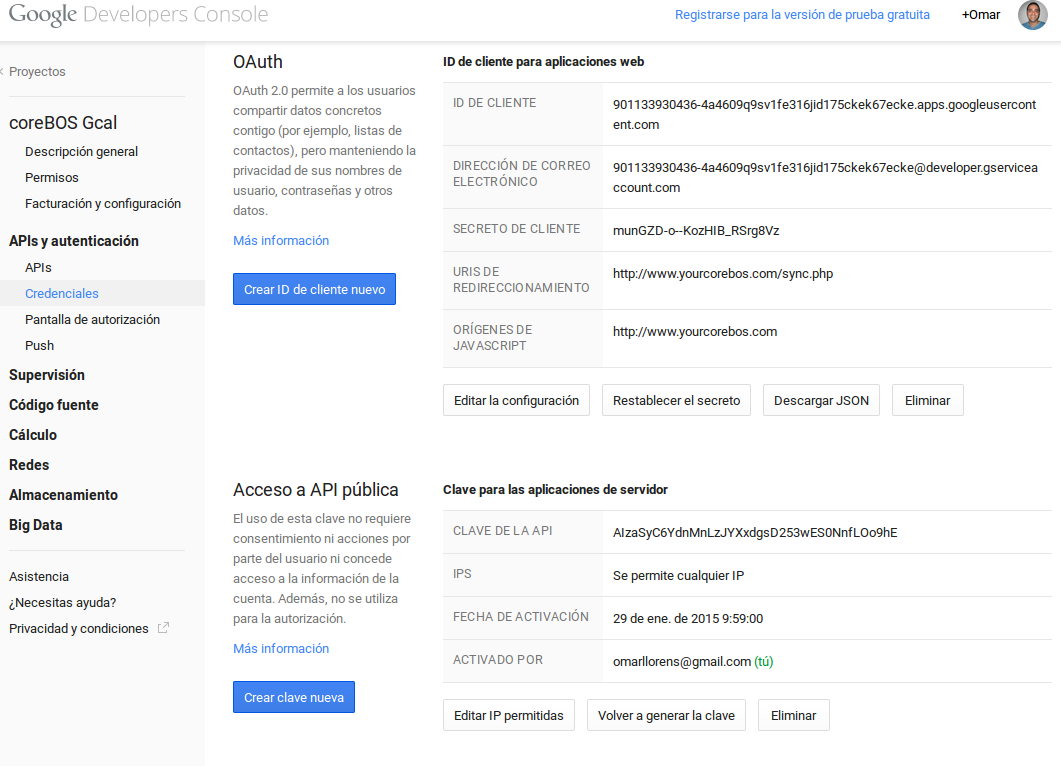 Google Developers Console
Registrarse para la versión de prueba gratuita
+Omar
Proyectos
coreBOS Gcal
Descripción general
Permisos
Facturación y configuración
APIs y autenticación
APIs
Credenciales
Pantalla de autorización
Push
Supervisión
Código fuente
Cálculo
Redes
Almacenamiento
Big Data
Asistencia
¿Necesitas ayuda?
Privacidad y condiciones
OAuth
OAuth 2.0 permite a los usuarios
compartir datos concretos
contigo (por ejemplo, listas de
contactos), pero manteniendo la
privacidad de sus nombres de
usuario, contraseñas y otros
datos.
Más información
Crear ID de cliente nuevo
ID de cliente para aplicaciones web
ID DE CLIENTE
901133930436-4a4609q9sv1fe316jid175ckek67ecke.apps.googleusercont
ent.com
DIRECCIÓN DE CORREO
ELECTRÓNICO
901133930436-4a4609q9sv1fe316jid175ckek67ecke@developer.gservicea
ccount.com
SECRETO DE CLIENTE
munGZD-o--KozHIB_RSrg8Vz
URIS DE
REDIRECCIONAMIENTO
http://www.yourcorebos.com/sync.php
ORÍGENES DE
JAVASCRIPT
http://www.yourcorebos.com
Editar la configuración
Restablecer el secreto
Descargar JSON
Eliminar
Acceso a API pública
El uso de esta clave no requiere
consentimiento ni acciones por
parte del usuario ni concede
acceso a la información de la
cuenta. Además, no se utiliza
para la autorización.
Más información
Crear clave nueva
Clave para las aplicaciones de servidor
CLAVE DE LA API
AIzaSyC6YdnMnLzJYXxdgsD253wES0NnfLOo9hE
IPS
Se permite cualquier IP
FECHA DE ACTIVACIÓN
29 de ene. de 2015 9:59:00
ACTIVADO POR
omarllorens@gmail.com (tú)
Editar IP permitidas
Volver a generar la clave
Eliminar